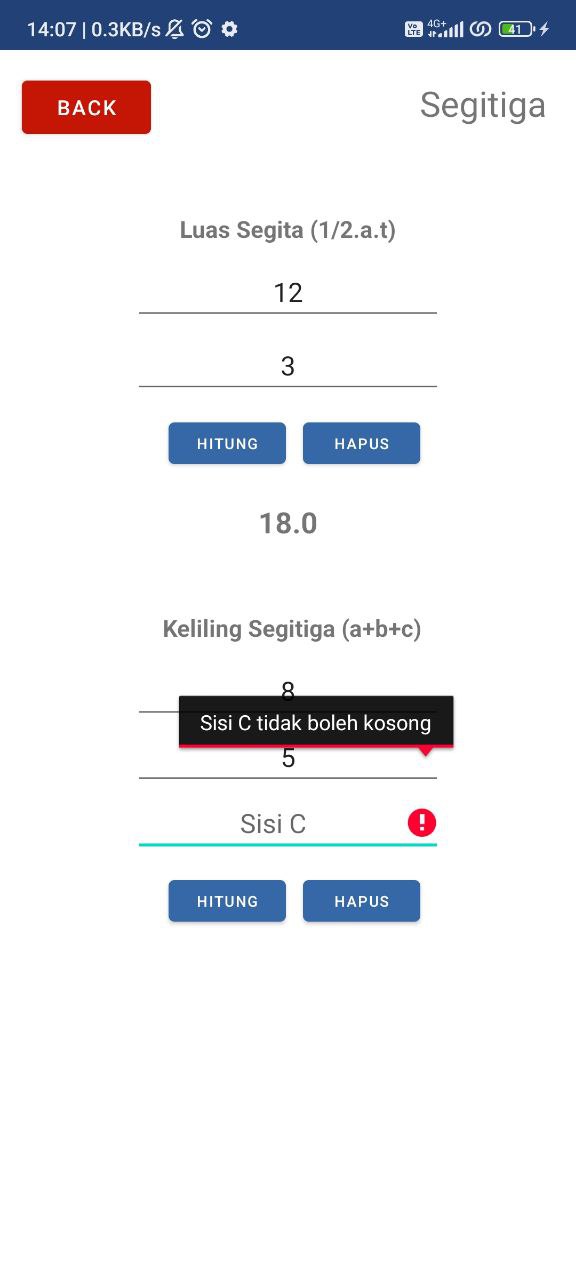 14:07 | 0.3KB/s
Vo LTE 4G+ 41
BACK
Segitiga
Luas Segita (1/2.a.t)
12
3
HITUNG HAPUS
18.0
Keliling Segitiga (a+b+c)
8
Sisi C tidak boleh kosong
5
Sisi C
HITUNG HAPUS